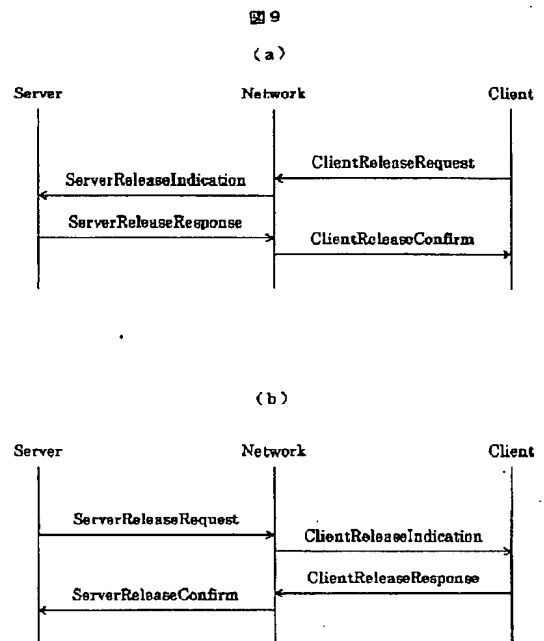 図9
(a)
Server Network Client
ClientReleaseRequest
ServerReleaseIndication
ServerReleaseResponse
ClientReleaseConfirm
(b)
Server Network Client
ServerReleaseRequest
ClientReleaseIndication
ClientReleaseResponse
ServerReleaseConfirm